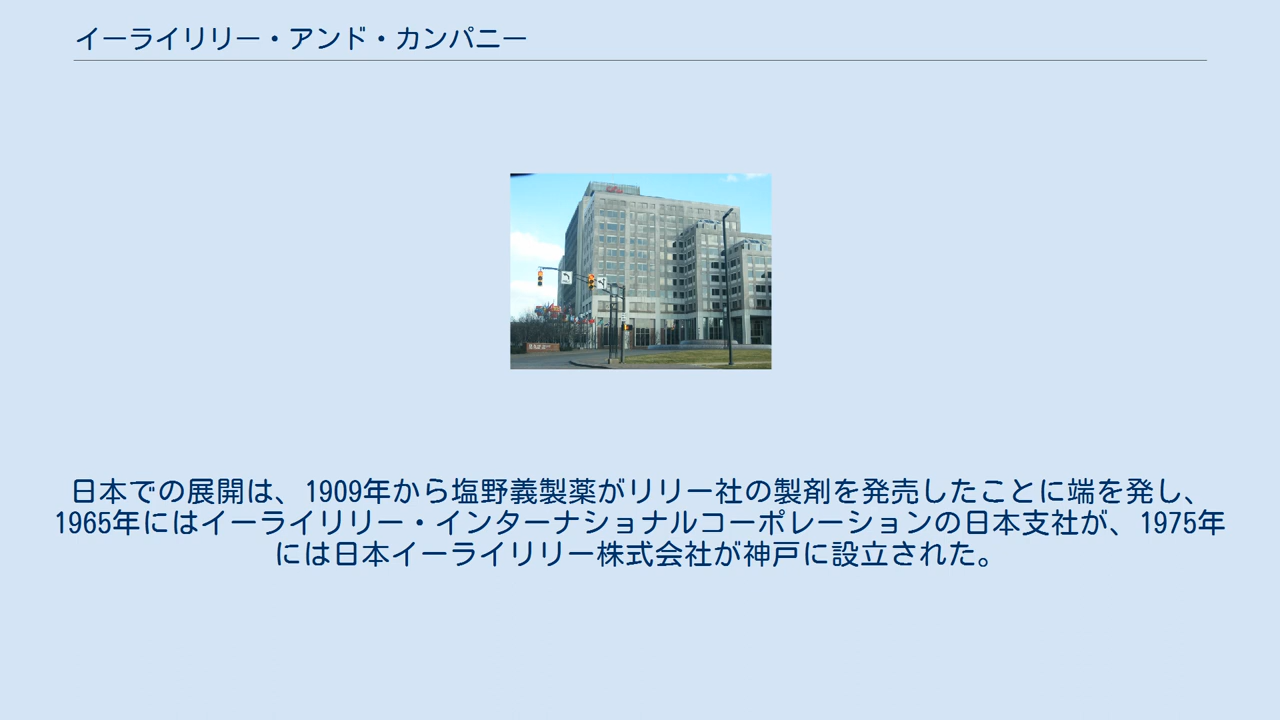 イーライリリー・アンド・カンパニー
日本での展開は、1909年から塩野義製薬がリリー社の製剤を発売したことに端を発し、
1965年にはイーライリリー・インターナショナルコーポレーションの日本支社が、1975年
には日本イーライリリー株式会社が神戸に設立された。